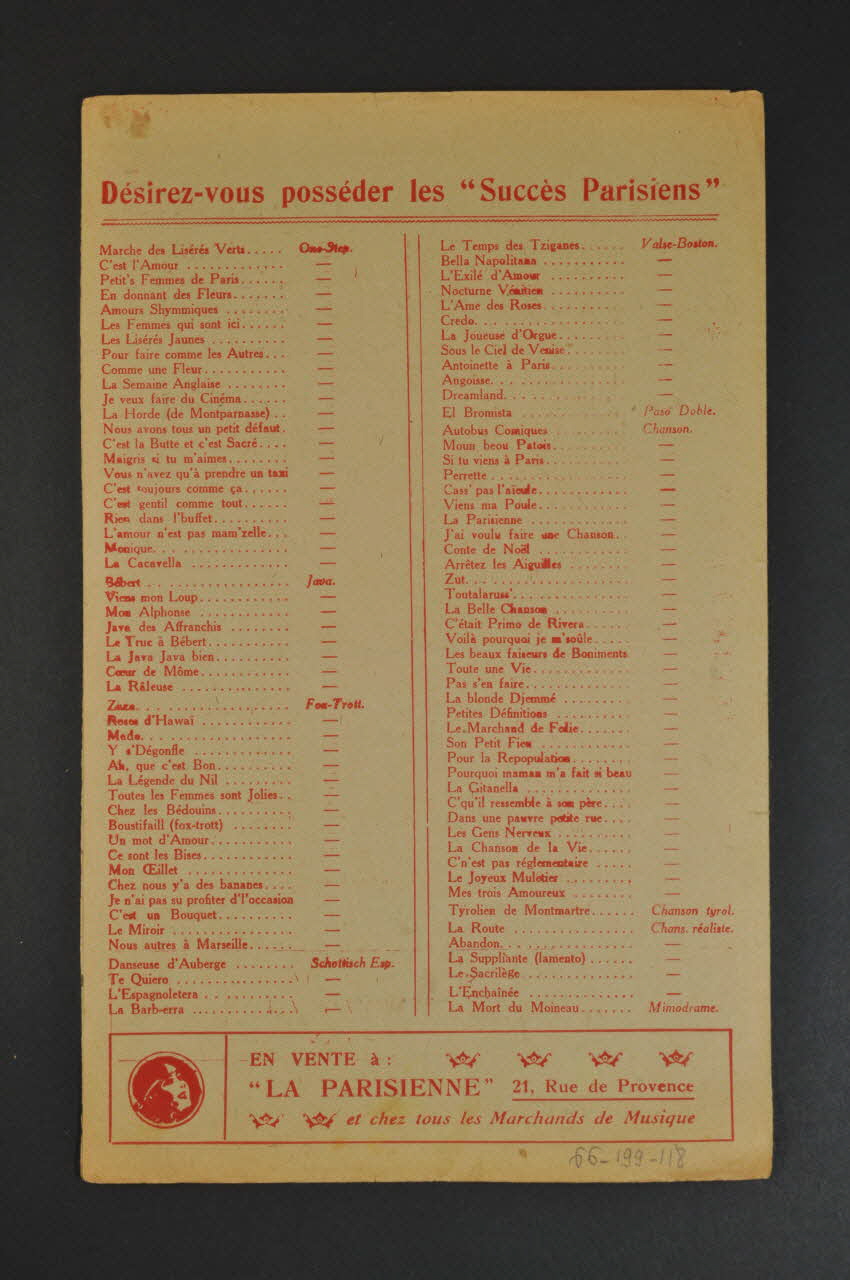 Désirez-vous posséder les "Succès Parisiens"
Marche des Lisérés Verts..... One-Step.
C'est l'Amour ............ —
Petit's Femmes de Paris...... —
En donnant des Fleurs....... —
Amours Shymmiques ........ —
Les Femmes qui sont ici...... —
Les Lisérés Jaunes .......... —
Pour faire comme les Autres... —
Comme une Fleur........... —
La Semaine Anglaise ........ —
Je veux faire du Cinéma...... —
La Horde (de Montparnasse) .. —
Nous avons tous un petit défaut. —
C'est la Butte et c'est Sacré.... —
Maigris si tu m'aimes........ —
Vous n'avez qu'à prendre un taxi —
C'est toujours comme ça...... —
C'est gentil comme tout...... —
Rien dans l'buffet.......... —
L'amour n'est pas mam'zelle... —
Monique................ —
La Cacavella ............ —
Bébert ................. Java.
Viens mon Loup........... —
Mon Alphonse ........... —
Java des Affranchis ........ —
Le Truc à Bébert.......... —
La Java Java bien.......... —
Cœur de Môme........... —
La Râleuse .............. —
Zaza................... Fox-Trott.
Roses d'Hawaï ........... —
Mado.................. —
Y s'Dégonfle ............ —
Ah, que c'est Bon.......... —
La Légende du Nil ......... —
Toutes les Femmes sont Jolies.. —
Chez les Bédouins.......... —
Boustifaill (fox-trott) ........ —
Un mot d'Amour........... —
Ce sont les Bises........... —
Mon Œillet ............. —
Chez nous y'a des bananes.... —
Je n'ai pas su profiter d'l'occasion —
C'est un Bouquet.......... —
Le Miroir ............... —
Nous autres à Marseille...... —
Danseuse d'Auberge ........ Schottisch Esp.
Te Quiero ............... —
L'Espagnoletera ........... —
La Barb-erra ............. —
Le Temps des Tziganes...... Valse-Boston.
Bella Napolitana ........... —
L'Exilé d'Amour .......... —
Nocturne Vénitien .......... —
L'Ame des Roses.......... —
Credo.................. —
La Joueuse d'Orgue......... —
Sous le Ciel de Venise....... —
Antoinette à Paris.......... —
Angoisse................ —
Dreamland............... —
El Bromista Paso Doble.
Autobus Comiques ......... Chanson.
Moun beou Patois.......... —
Si tu viens à Paris.......... —
Perrette ................. —
Cass' pas l'aïeule........... —
Viens ma Poule........... —
La Parisienne ............ —
J'ai voulu faire une Chanson. —
Conte de Noël ........... —
Arrêtez les Aiguilles ........ —
Zut.................... —
Toutalaruss'.............. —
La Belle Chanson .......... —
C'était Primo de Rivera...... —
Voilà pourquoi je m'soûle..... —
Les beaux faiseurs de Boniments. —
Toute une Vie............ —
Pas s'en faire............. —
La blonde Djemmé ........ —
Petites Définitions .......... —
Le Marchand de Folie....... —
Son Petit Fieu ............ —
Pour la Repopulation........ —
Pourquoi maman m'a fait si beau —
La Gitanella ............. —
C'qu'il ressemble à son père.... —
Dans une pauvre petite rue.... —
Les Gens Nerveux .......... —
La Chanson de la Vie....... —
C'n'est pas réglementaire ..... —
Le Joyeux Muletier ......... —
Mes trois Amoureux ........ —
Tyrolien de Montmartre...... Chanson tyrol.
La Route ............... Chans. réaliste.
Abandon................ —
La Suppliante (lamento) ...... —
Le Sacrilège .............. —
L'Enchaînée ............. —
La Mort du Moineau....... Mimodrame.
EN VENTE à :
"LA PARISIENNE" 21, Rue de Provence
et chez tous les Marchands de Musique
66-199-118